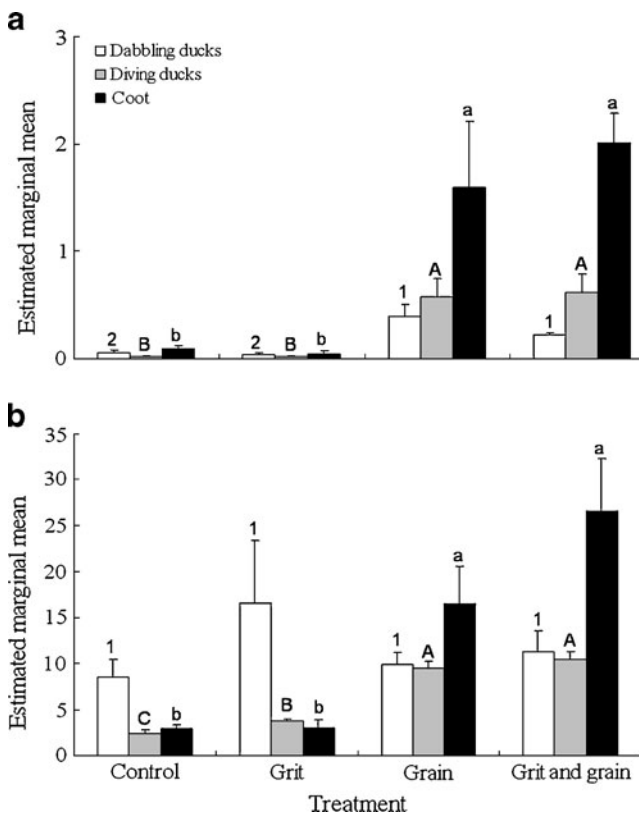 a
3
Dabbling ducks
Diving ducks
Coot
a
a
2
Estimated marginal mean
1
A
A
1
1
2
B
b
2
B
b
0
b
35
a
30
25
1
a
20
Estimated marginal mean
15
1
1
A
1
A
10
C
b
B
b
5
0
Control
Grit
Grain
Grit and grain
Treatment